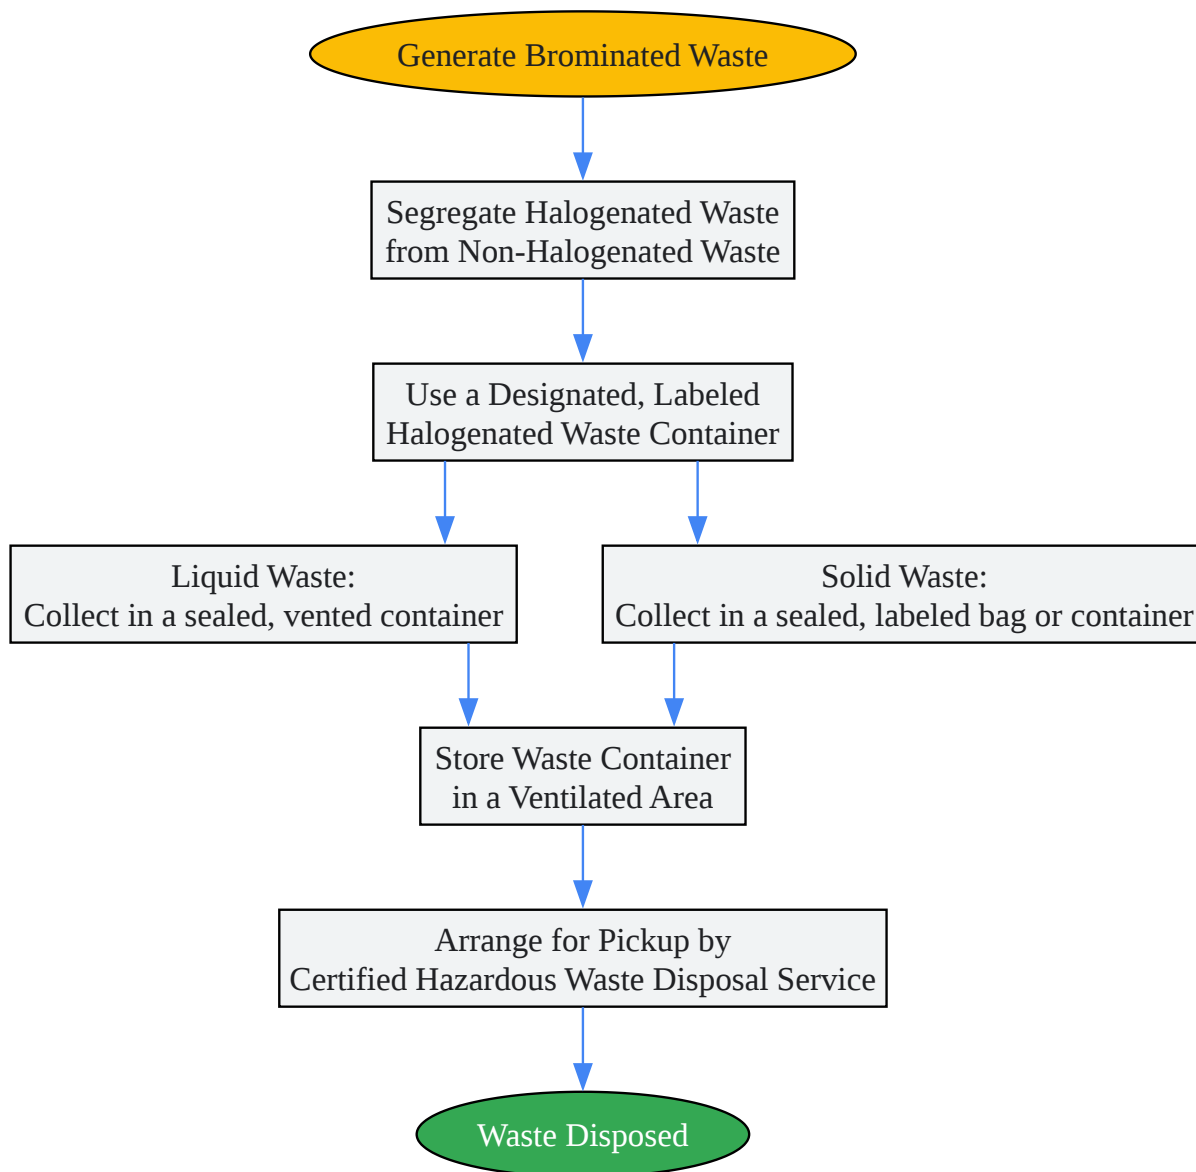 Generate Brominated Waste
Segregate Halogenated Waste
from Non-Halogenated Waste
Use a Designated, Labeled
Halogenated Waste Container
Liquid Waste:
Collect in a sealed, vented container
Solid Waste:
Collect in a sealed, labeled bag or container
Store Waste Container
in a Ventilated Area
Arrange for Pickup by
Certified Hazardous Waste Disposal Service
Waste Disposed